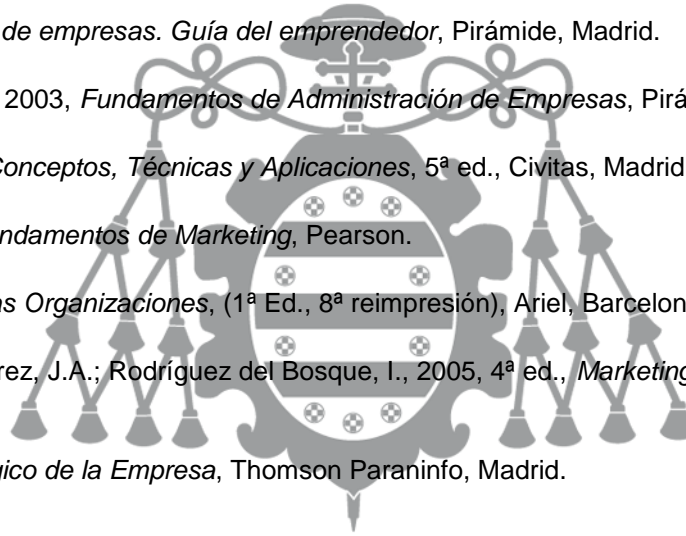 de empresas. Guía del emprendedor, Pirámide, Madrid.
2003, Fundamentos de Administración de Empresas, Pirá
Conceptos, Técnicas y Aplicaciones, 5ª ed., Civitas, Madrid
ndamentos de Marketing, Pearson.
as Organizaciones, (1ª Ed., 8ª reimpresión), Ariel, Barcelon
rez, J.A.; Rodríguez del Bosque, I., 2005, 4ª ed., Marketing
gico de la Empresa, Thomson Paraninfo, Madrid.